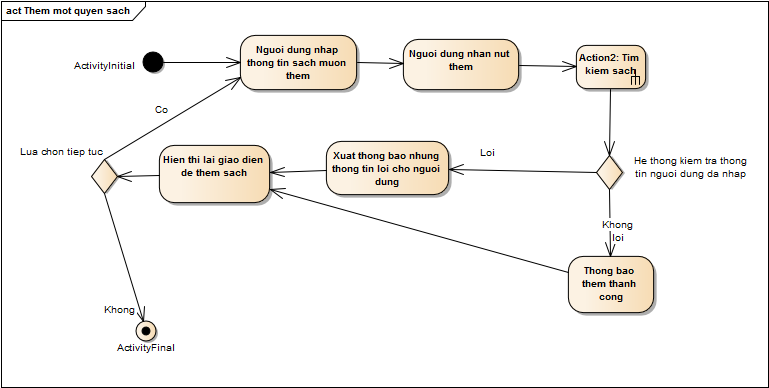 act Them mot quyen sach
ActivityInitial
Nguoi dung nhap
thong tin sach muon
them
Nguoi dung nhan nut
them
Action2: Tim
kiem sach
Co
Lua chon tiep tuc
Hien thi lai giao dien
de them sach
Xuat thong bao nhung
thong tin loi cho nguoi
dung
Loi
He thong kiem tra thong
tin nguoi dung da nhap
Khong
loi
Thong bao
them thanh
cong
Khong
ActivityFinal